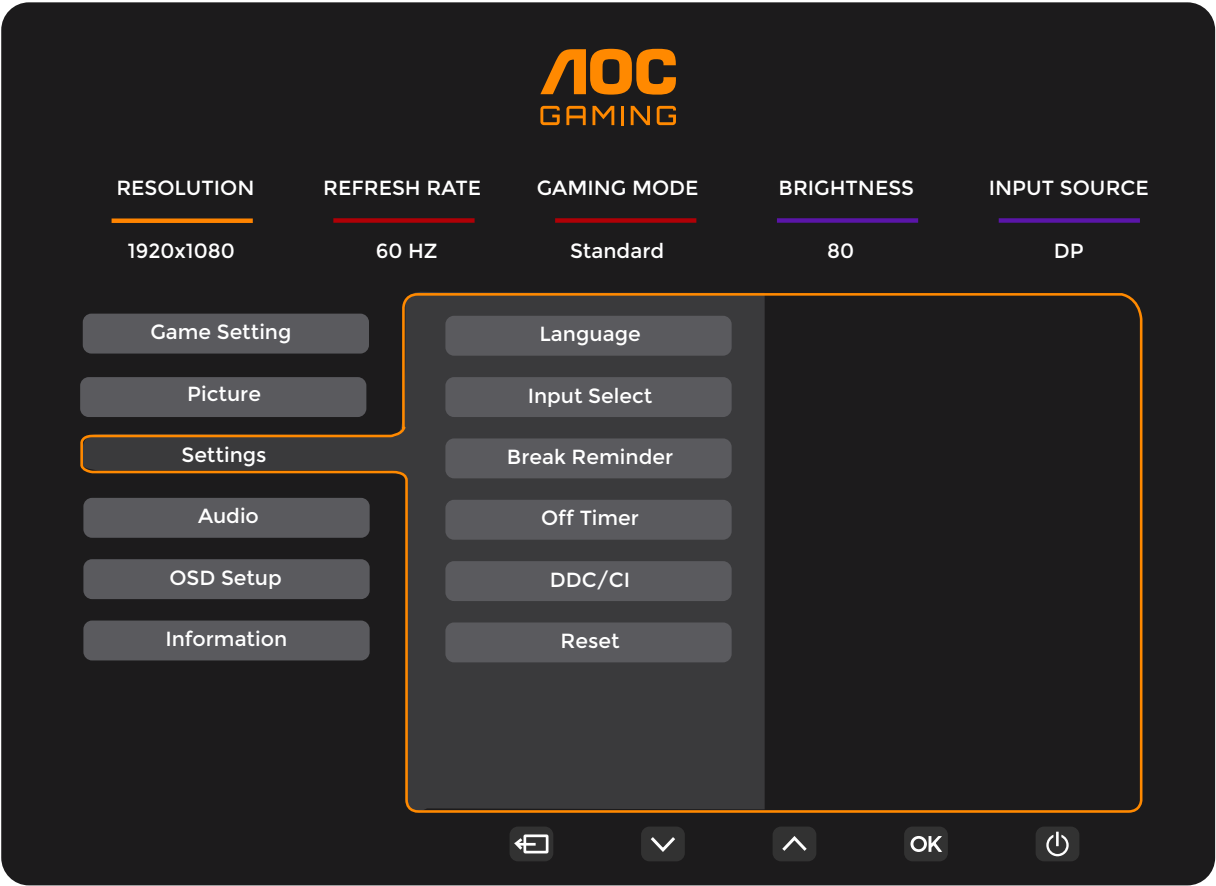 AOC
GAMING
RESOLUTION REFRESH RATE GAMING MODE BRIGHTNESS INPUT SOURCE
1920x1080 60 HZ Standard 80 DP
Game Setting
Picture
Settings
Audio
OSD Setup
Information
Language
Input Select
Break Reminder
Off Timer
DDC/CI
Reset
OK